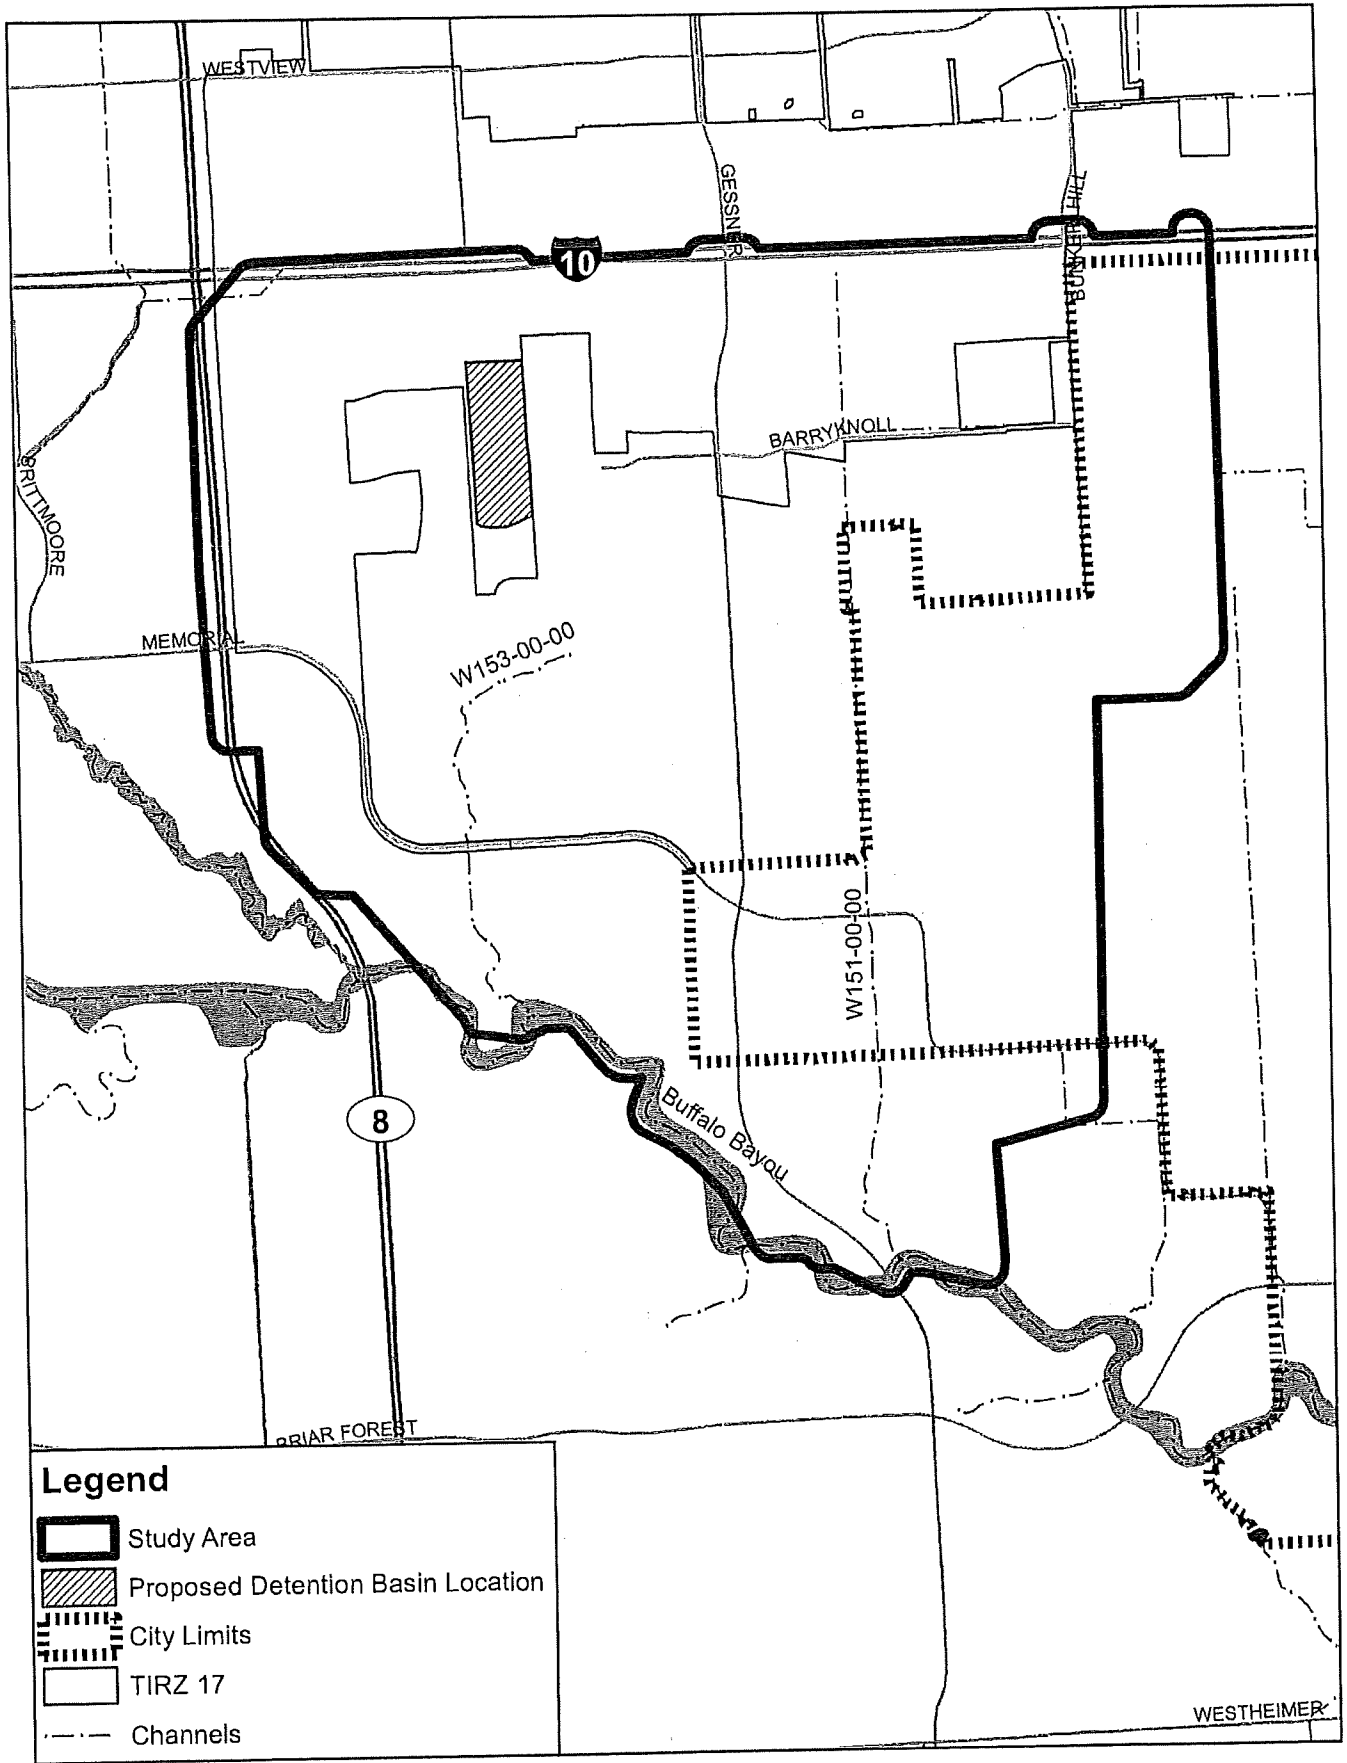 WESTVIEW
GESSNER
BUNKER HILL
10
BARRYKNOLL
BRITTMOORE
MEMORIAL
W153-00-00
W151-00-00
8
Buffalo Bayou
BRIAR FOREST
Legend
Study Area
Proposed Detention Basin Location
City Limits
TIRZ 17
Channels
WESTHEIMER